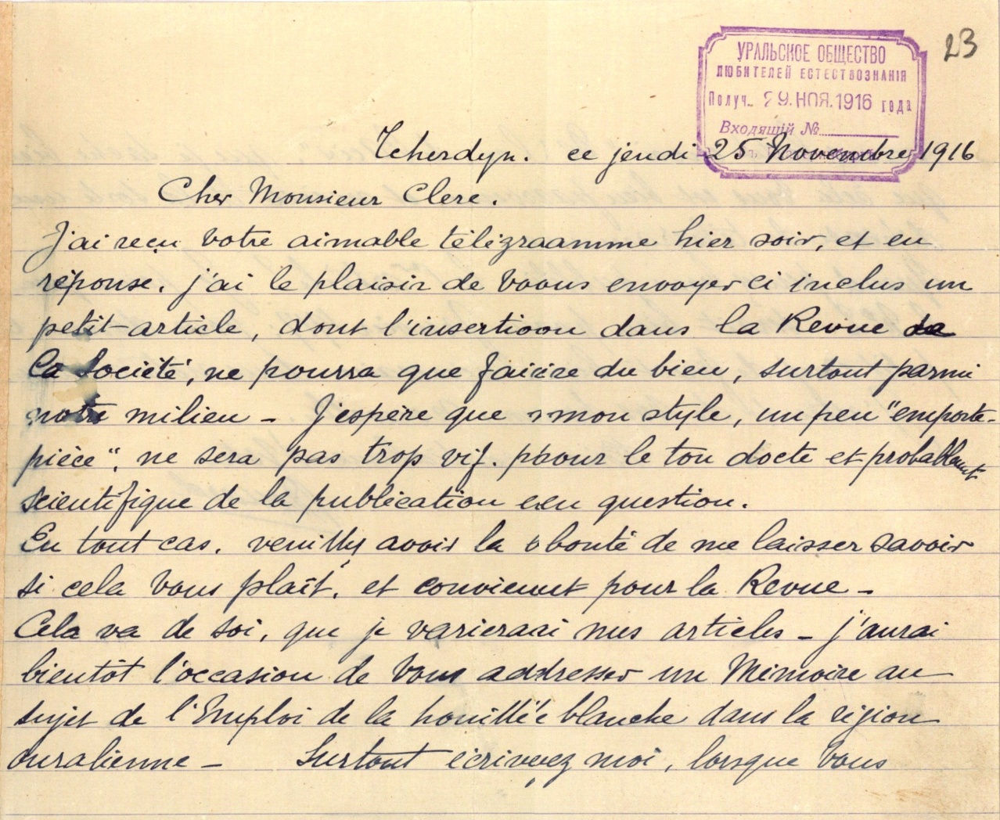 23
УРАЛЬСКОЕ ОБЩЕСТВО
ЛЮБИТЕЛЕЙ ЕСТЕСТВОЗНАНІЯ
Получ. 29. НОЯ. 1916 года
Входящій №
Tcherdyn. ce jeudi 25 Novembre 1916
Cher Monsieur Clerc.
J'ai reçu votre aimable télégraamme hier soir, et en
réponse, j'ai le plaisir de voous envoyer ci inclus un
petit article, dont l'insertioon dans la Revue de
la Société, ne pourra que faiire du bien, surtout parmi
notre milieu – J'espère que mon style, un peu "emporte-
pièce", ne sera pas trop vif. pour le ton docte et probablemt
scientifique de la publication en question.
En tout cas, veuillez avoir la bonté de me laisser savoir
si cela vous plaît, et convient pour la Revue –
Cela va de soi, que je varieraai mes articles – j'aurai
bientôt l'occasion de vous addresser un Mémoire au
sujet de l'Emploi de la houille blanche dans la région
ouralienne – Surtout écrivez moi, lorsque vous